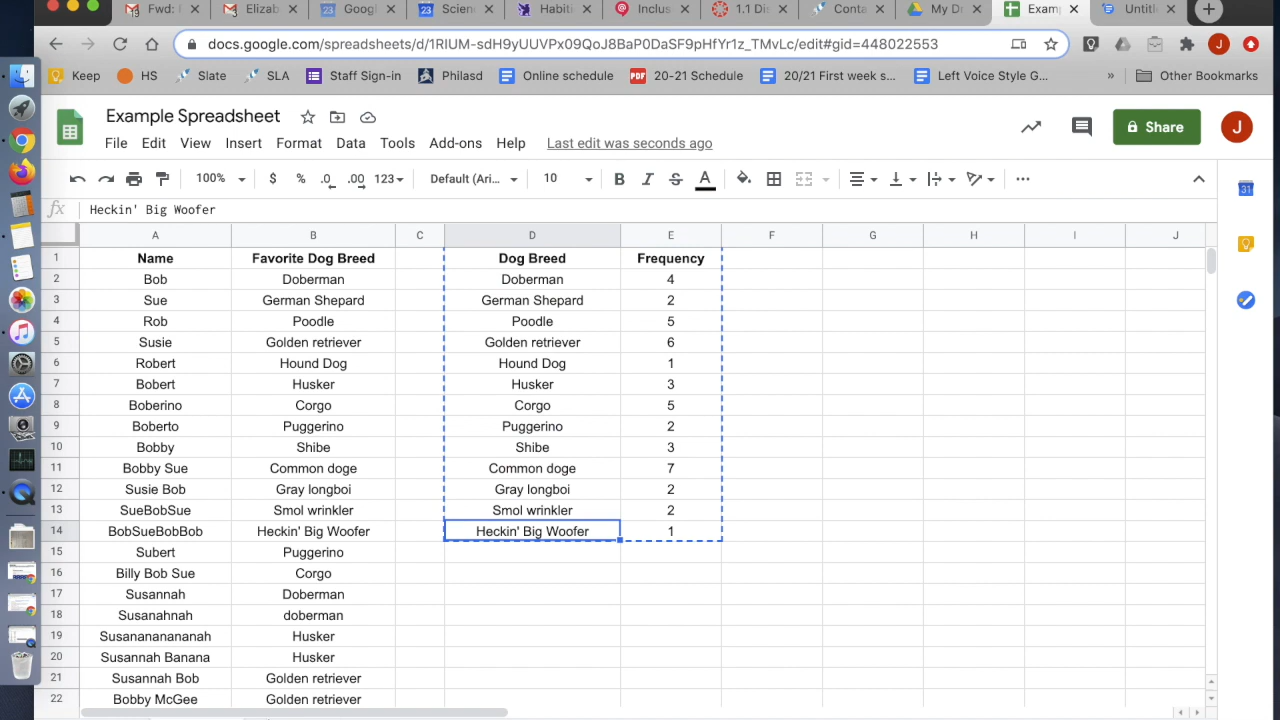 Fwd: I
Elizab
Googl
Scienc
Habiti
Inclus
1.1 Dis
Conta
My Dr
Examp
Untitle
docs.google.com/spreadsheets/d/1RIUM-sdH9yUUVPx09QoJ8BaP0DaSF9pHfYr1z_TMvLc/edit#gid=448022553
J
Keep HS Slate SLA Staff Sign-in Philasd Online schedule PDF 20-21 Schedule 20/21 First week s... Left Voice Style G... » Other Bookmarks
Example Spreadsheet
Share
J
File Edit View Insert Format Data Tools Add-ons Help Last edit was seconds ago
100% $ % .0 .00 123 Default (Ari... 10 B I S A
31
fx Heckin' Big Woofer
A B C D E F G H I J
1 Name Favorite Dog Breed Dog Breed Frequency
2 Bob Doberman Doberman 4
3 Sue German Shepard German Shepard 2
4 Rob Poodle Poodle 5
5 Susie Golden retriever Golden retriever 6
6 Robert Hound Dog Hound Dog 1
7 Bobert Husker Husker 3
8 Boberino Corgo Corgo 5
9 Boberto Puggerino Puggerino 2
10 Bobby Shibe Shibe 3
11 Bobby Sue Common doge Common doge 7
12 Susie Bob Gray longboi Gray longboi 2
13 SueBobSue Smol wrinkler Smol wrinkler 2
14 BobSueBobBob Heckin' Big Woofer Heckin' Big Woofer 1
15 Subert Puggerino
16 Billy Bob Sue Corgo
17 Susannah Doberman
18 Susanahnah doberman
19 Susananananah Husker
20 Susannah Banana Husker
21 Susannah Bob Golden retriever
22 Bobby McGee Golden retriever